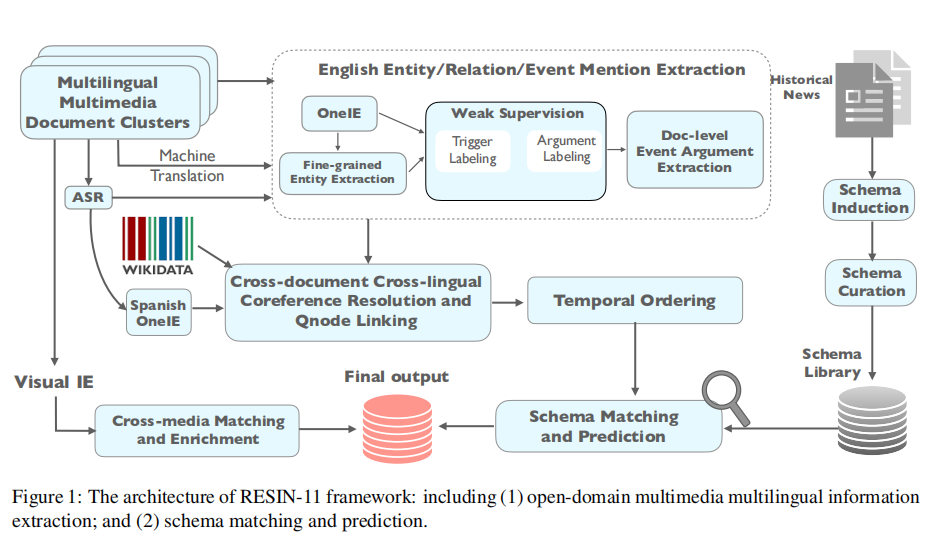 Multilingual
Multimedia
Document Clusters
English Entity/Relation/Event Mention Extraction
OneIE
Fine-grained
Entity Extraction
Weak Supervision
Trigger
Labeling
Argument
Labeling
Doc-level
Event Argument
Extraction
Historical
News
Machine
Translation
ASR
WIKIDATA
Spanish
OneIE
Cross-document Cross-lingual
Coreference Resolution and
Qnode Linking
Temporal Ordering
Schema
Induction
Schema
Curation
Schema
Library
Visual IE
Cross-media Matching
and Enrichment
Final output
Schema Matching
and Prediction
Figure 1: The architecture of RESIN-11 framework: including (1) open-domain multimedia multilingual information
extraction; and (2) schema matching and prediction.